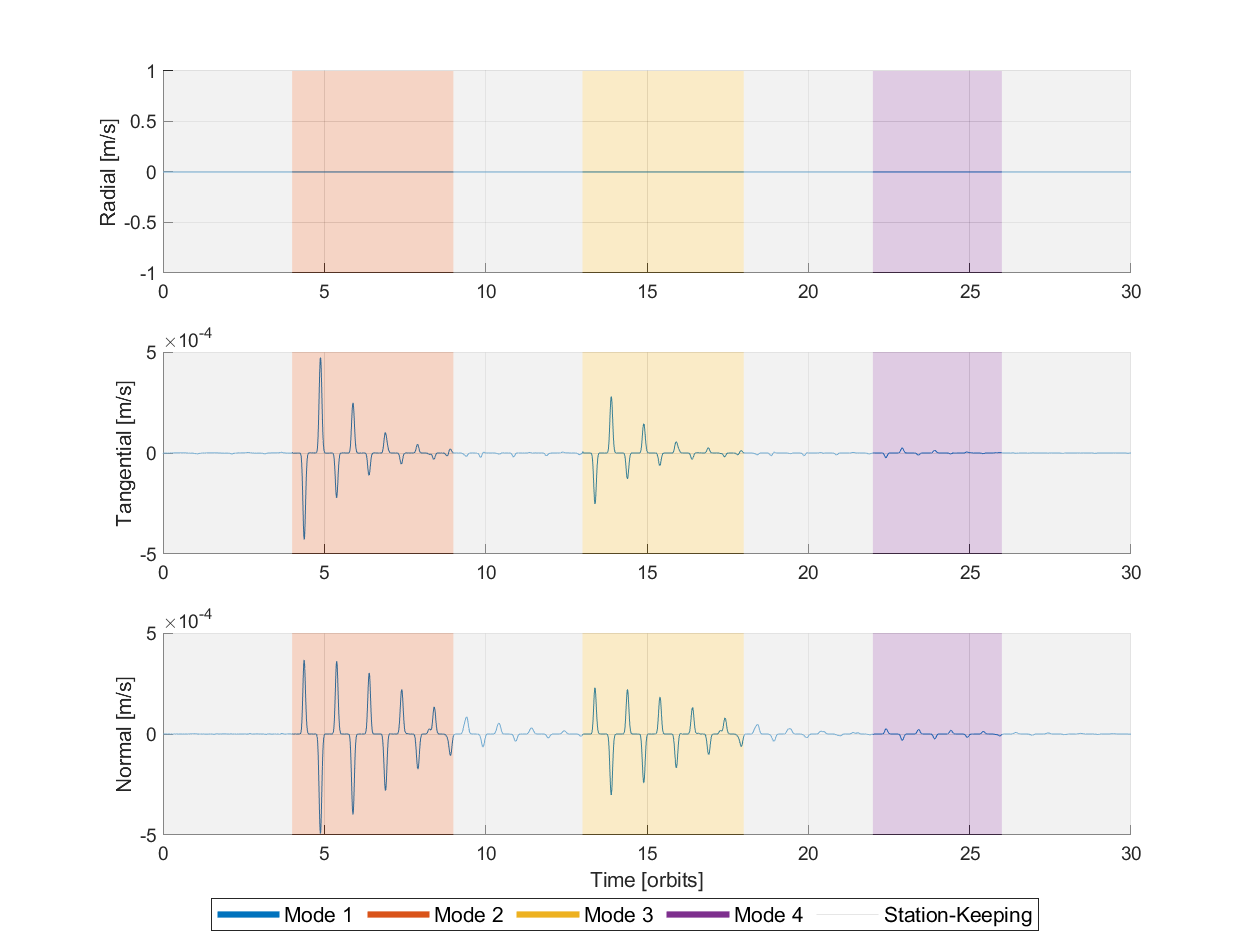 Radial [m/s]
1
0.5
0
-0.5
-1
0 5 10 15 20 25 30
×10-4
Tangential [m/s]
5
0
-5
0 5 10 15 20 25 30
×10-4
Normal [m/s]
5
0
-5
0 5 10 15 20 25 30
Time [orbits]
Mode 1 Mode 2 Mode 3 Mode 4 Station-Keeping